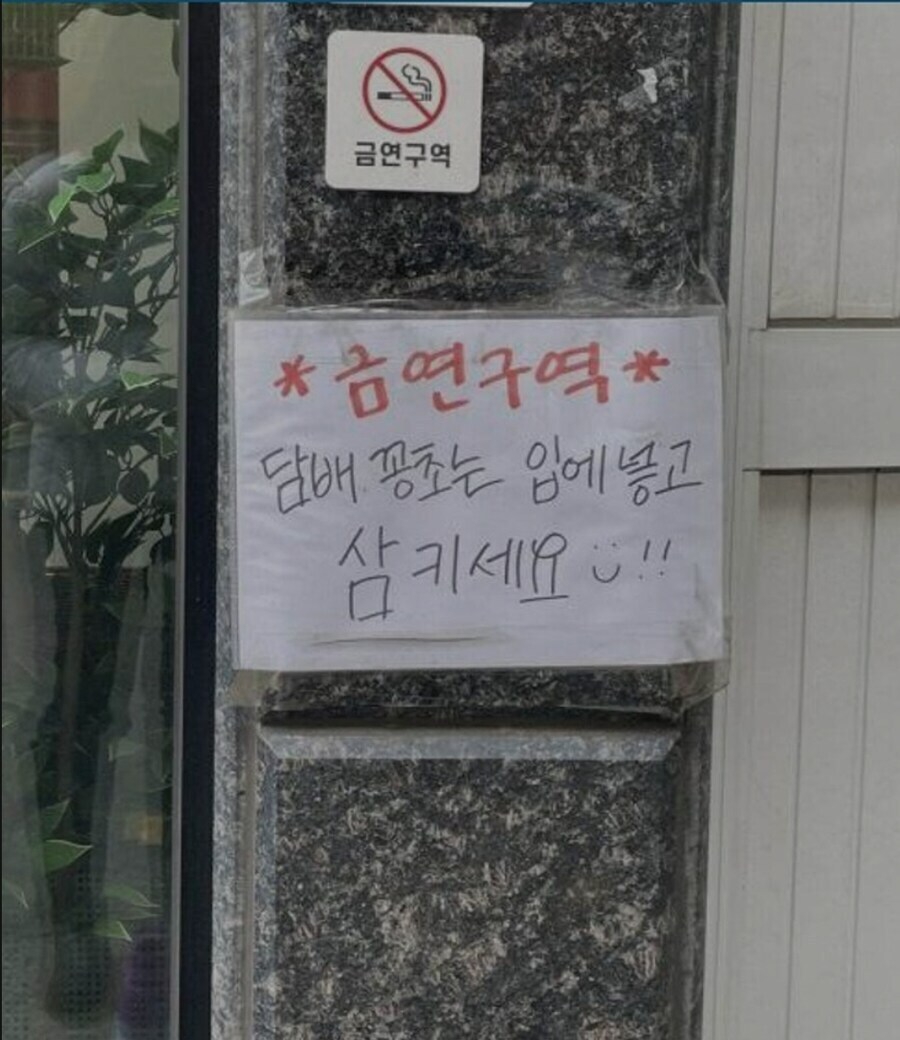 금연구역
*금연구역*
담배 꽁초는 입에 넣고
삼키세요 :)!!